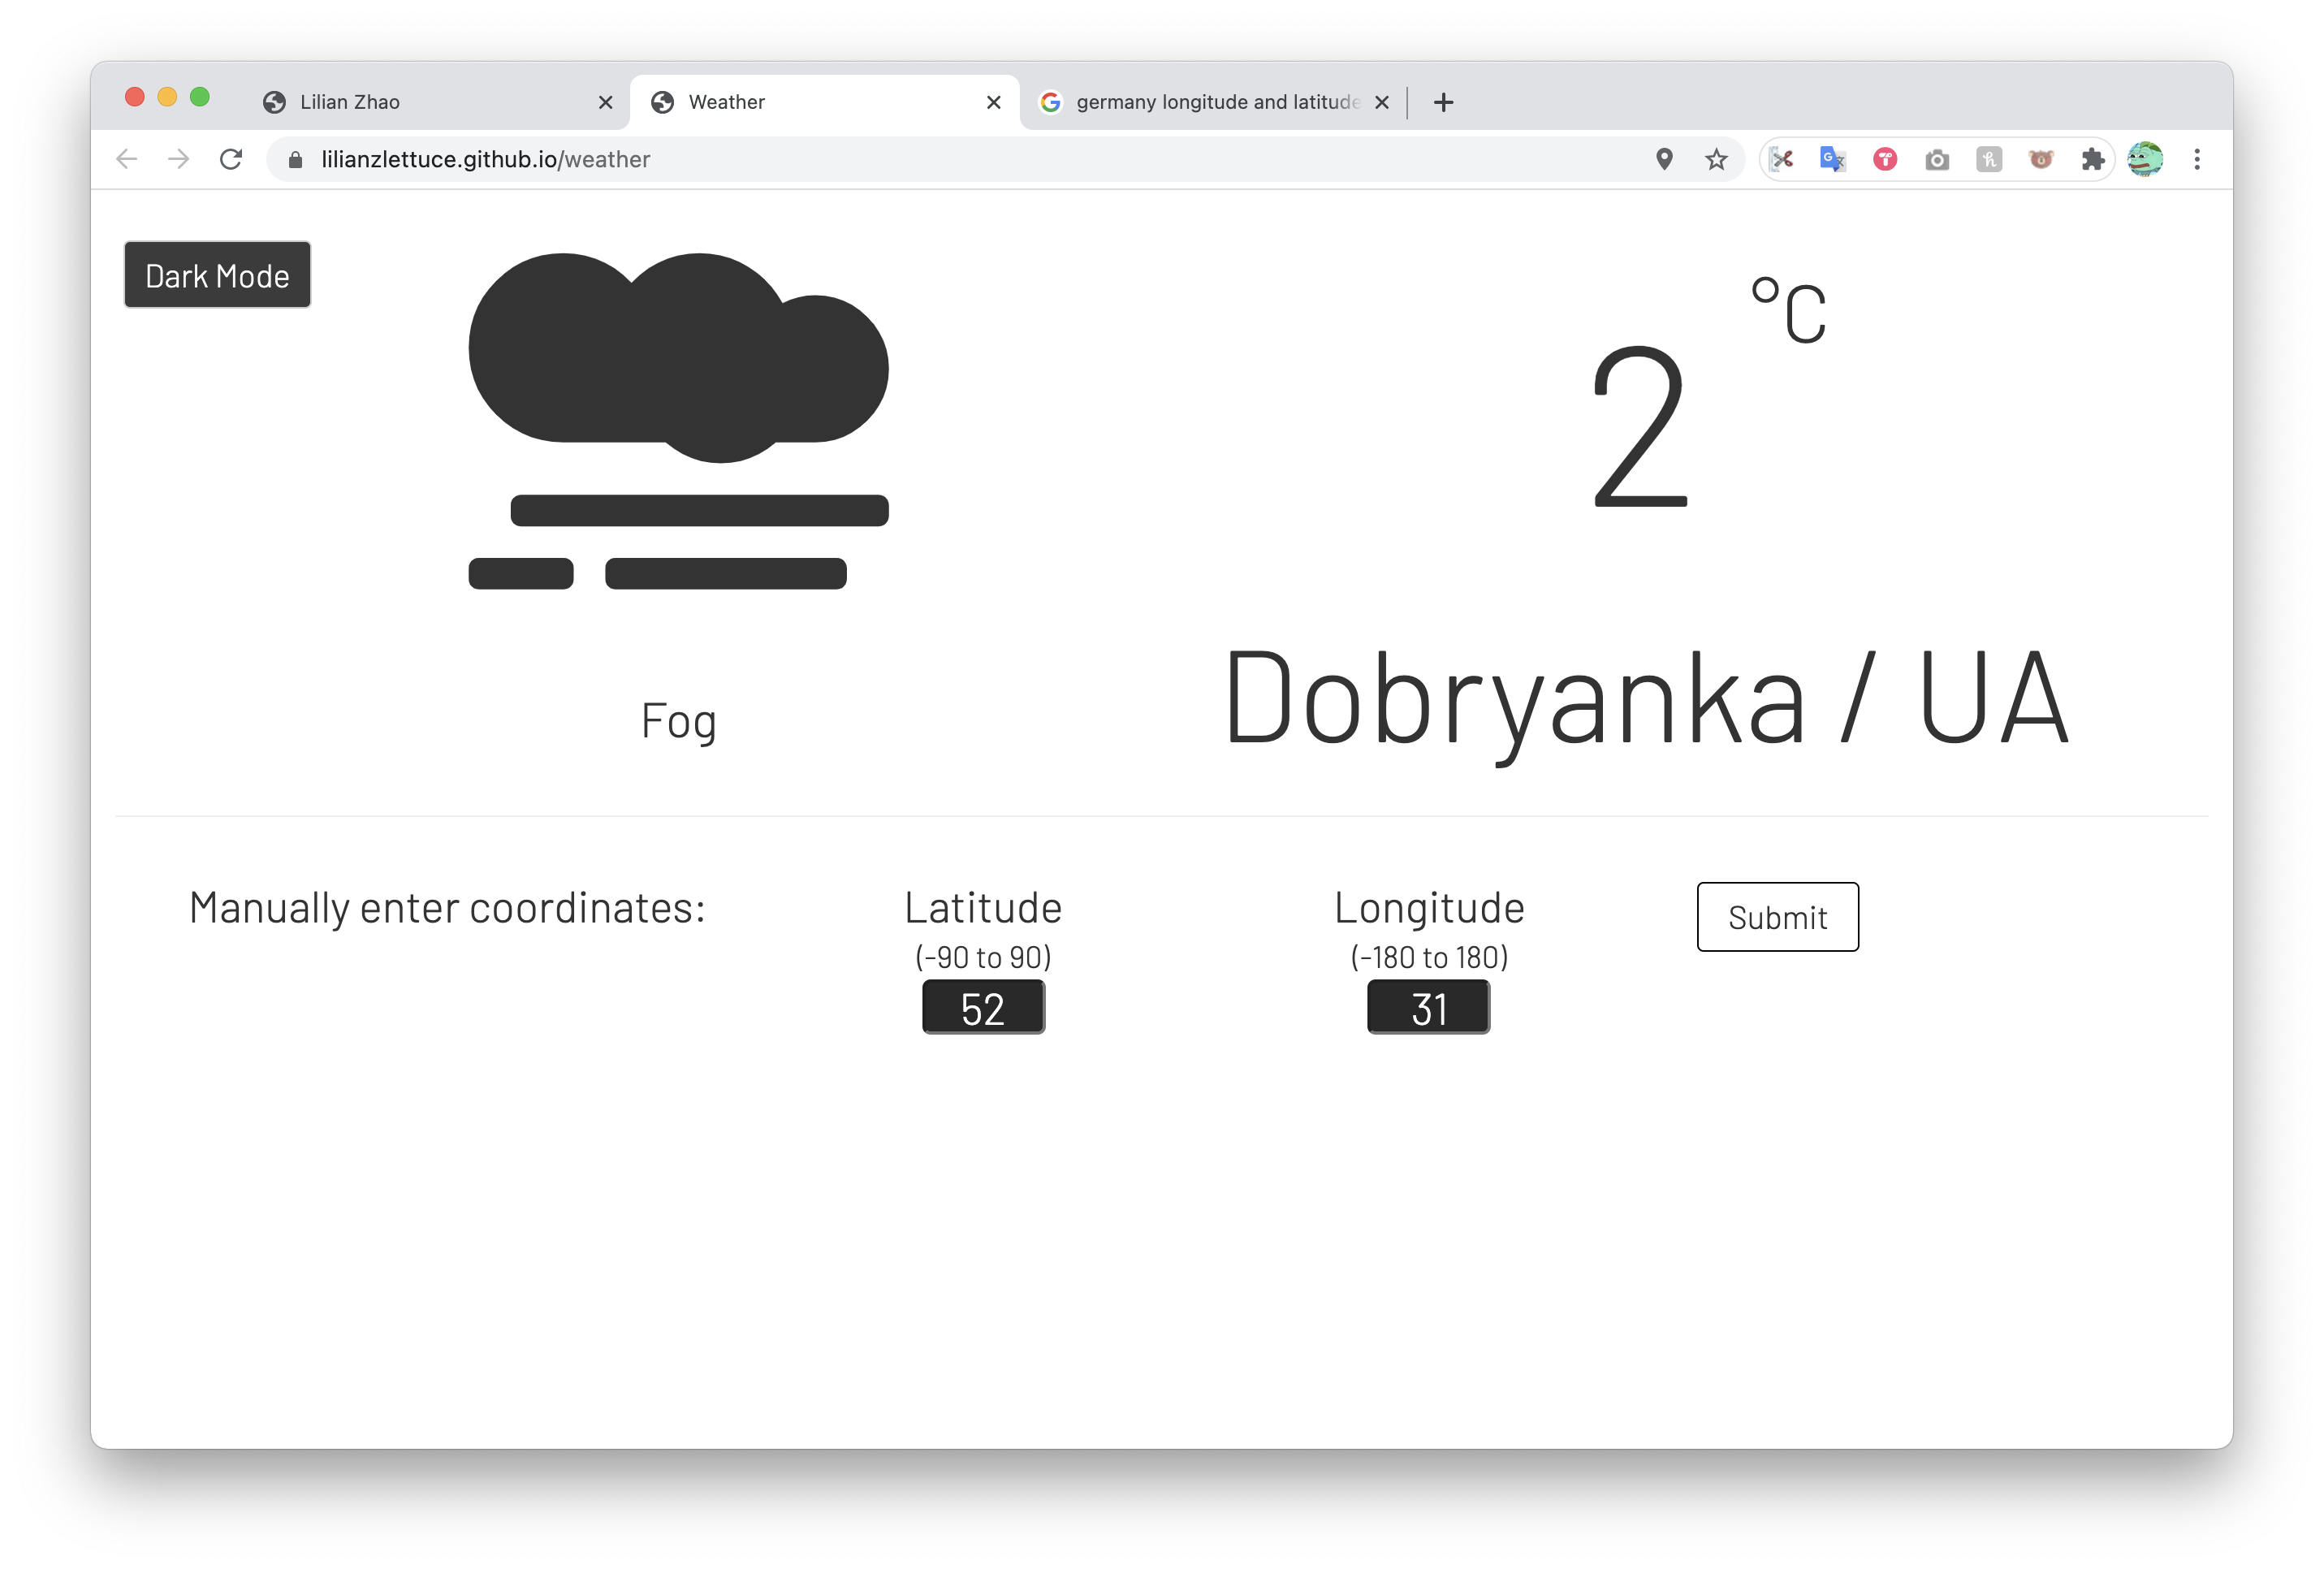 Lilian Zhao
Weather
germany longitude and latitude
lilianzlettuce.github.io/weather
Dark Mode
°C
2
Fog
Dobryanka / UA
Manually enter coordinates:
Latitude
(-90 to 90)
52
Longitude
(-180 to 180)
31
Submit